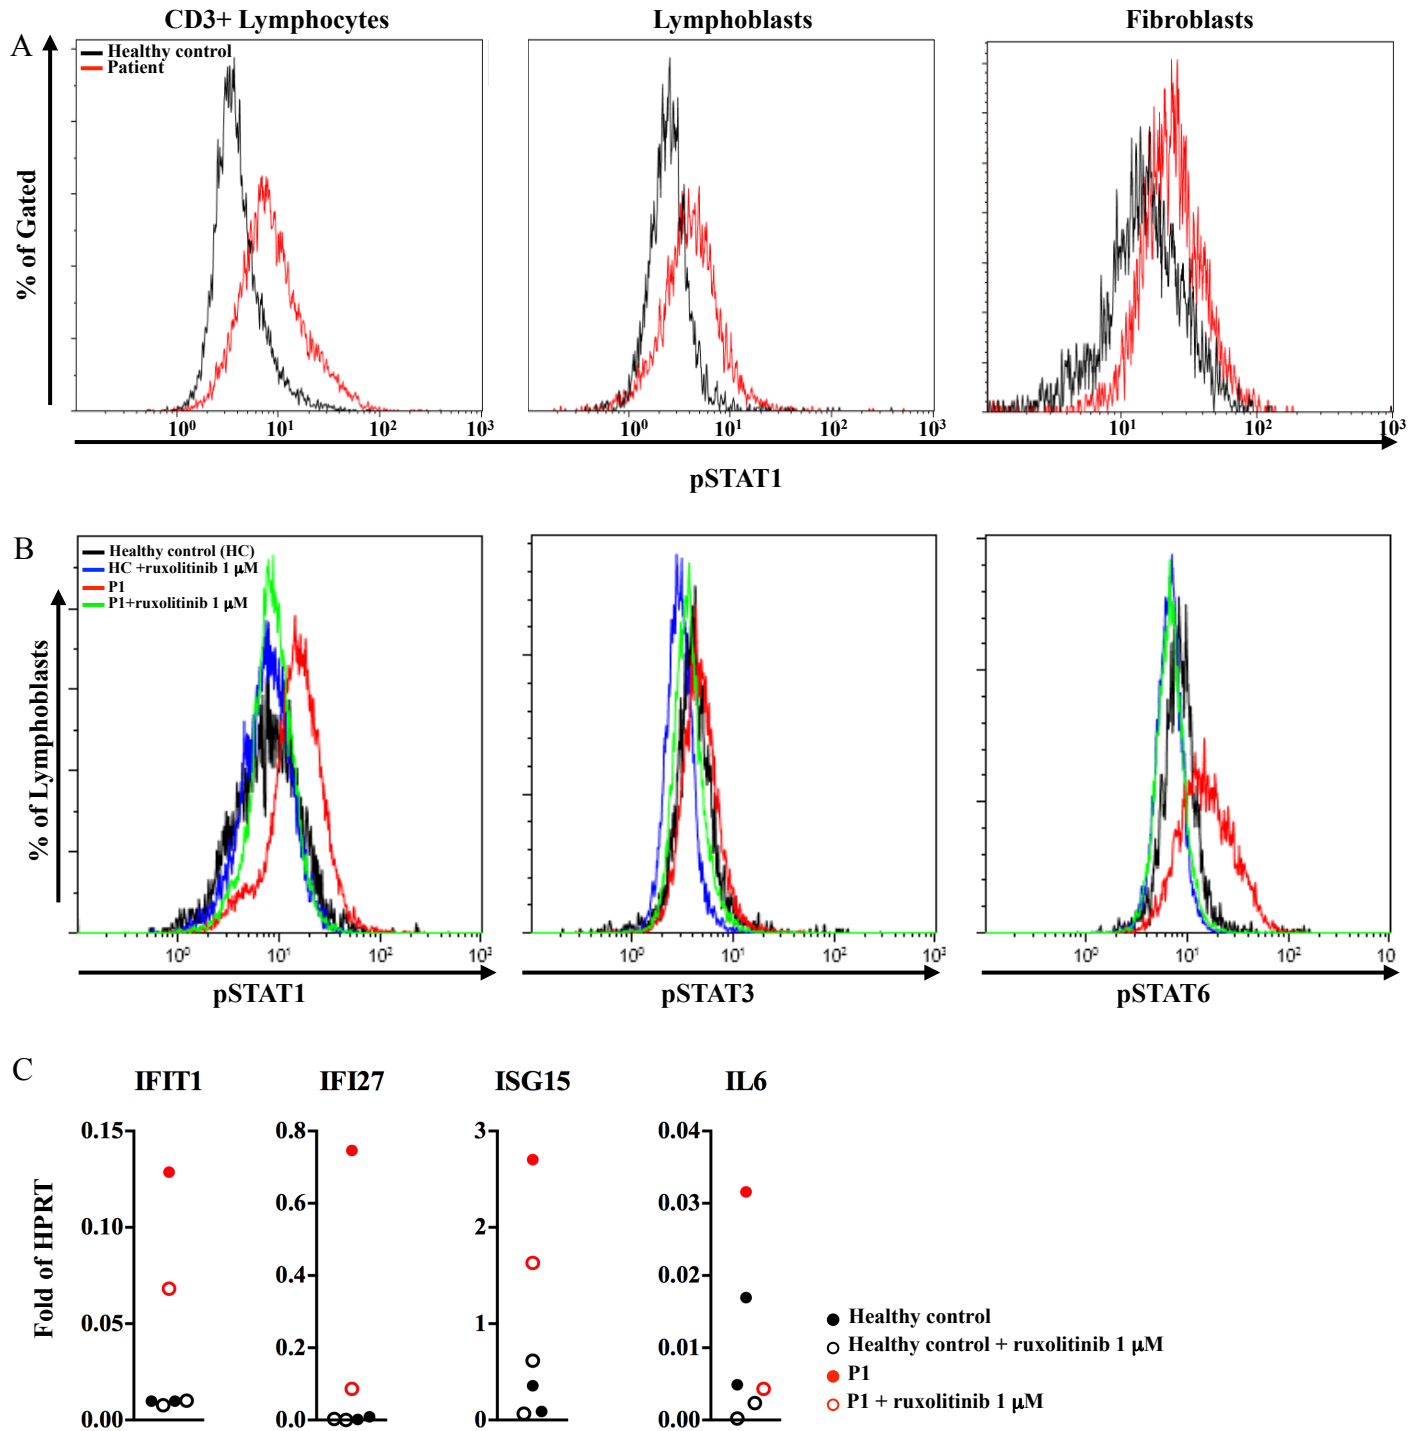 CD3+ Lymphocytes
Lymphoblasts
Fibroblasts
A
Healthy control
Patient
% of Gated
10⁰ 10¹ 10² 10³
10⁰ 10¹ 10² 10³
10¹ 10² 10³
pSTAT1
B
Healthy control (HC)
HC +ruxolitinib 1 µM
P1
P1+ruxolitinib 1 µM
% of Lymphoblasts
10⁰ 10¹ 10² 10³
10⁰ 10¹ 10² 10³
10⁰ 10¹ 10² 10
pSTAT1
pSTAT3
pSTAT6
C
IFIT1
IFI27
ISG15
IL6
Fold of HPRT
0.15
0.10
0.05
0.00
0.8
0.6
0.4
0.2
0.0
3
2
1
0
0.04
0.03
0.02
0.01
0.00
Healthy control
Healthy control + ruxolitinib 1 µM
P1
P1 + ruxolitinib 1 µM